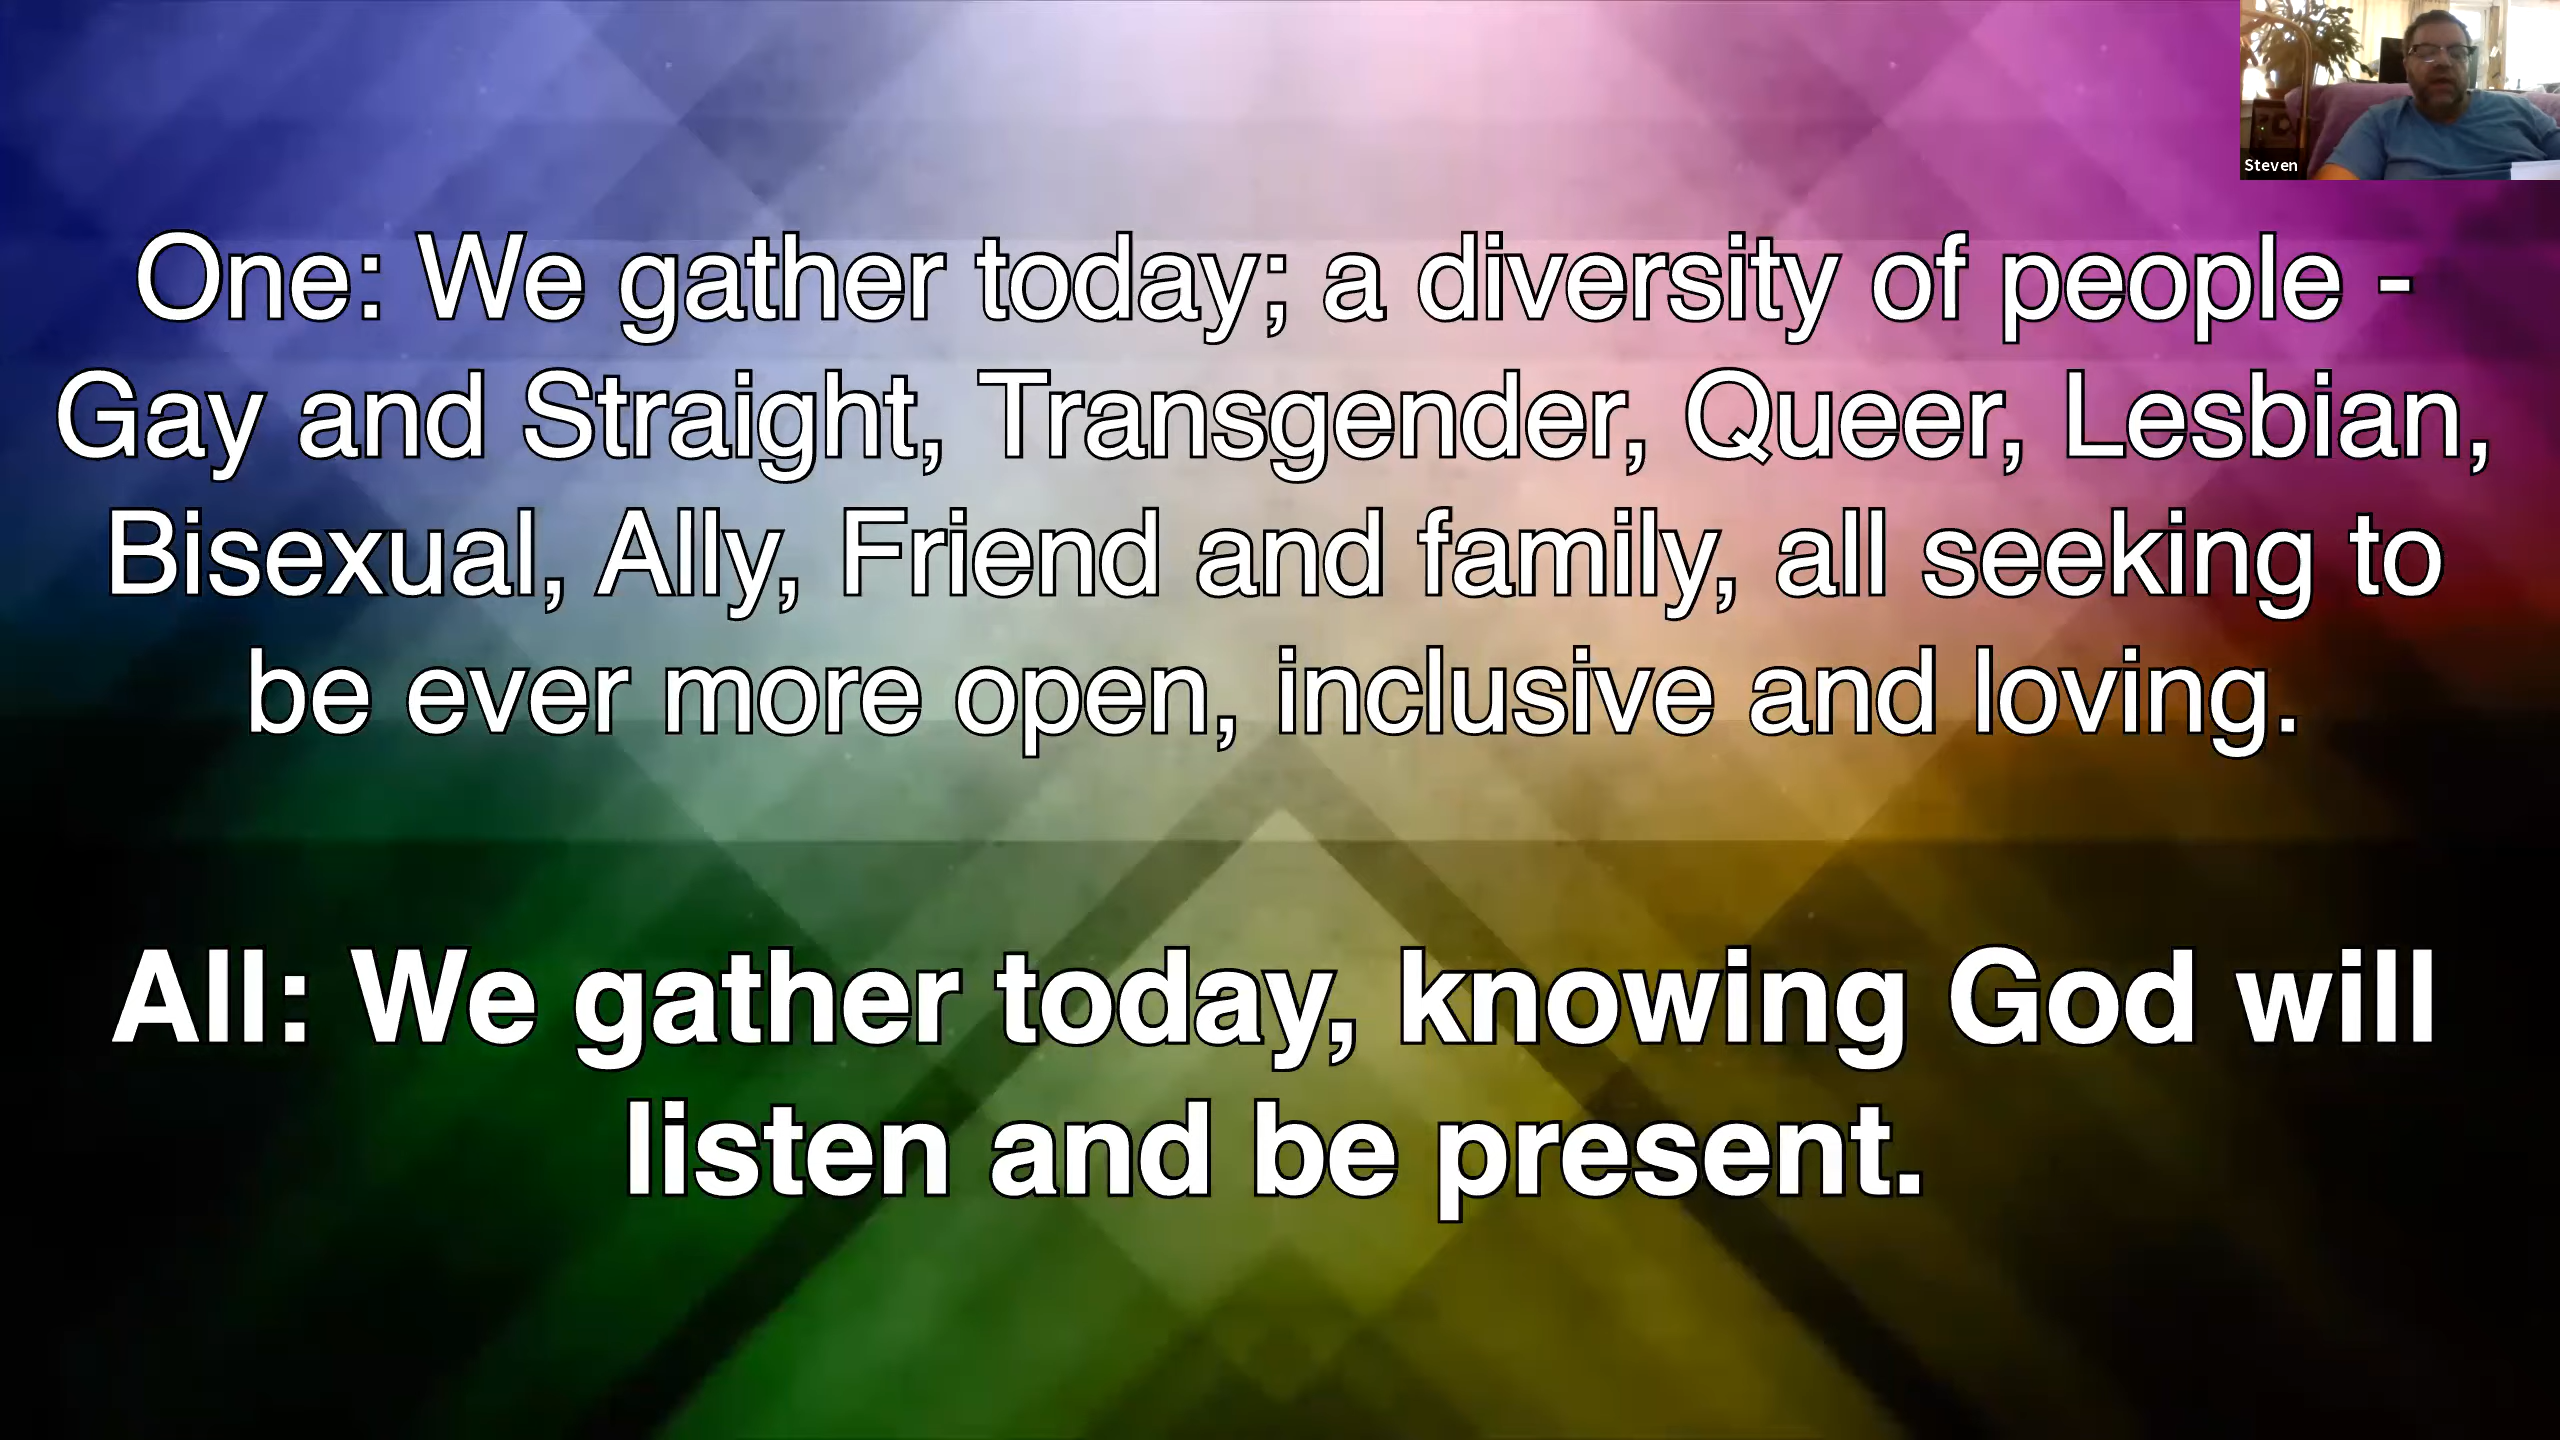 Steven
One: We gather today; a diversity of people -
Gay and Straight, Transgender, Queer, Lesbian,
Bisexual, Ally, Friend and family, all seeking to
be ever more open, inclusive and loving.
All: We gather today, knowing God will
listen and be present.